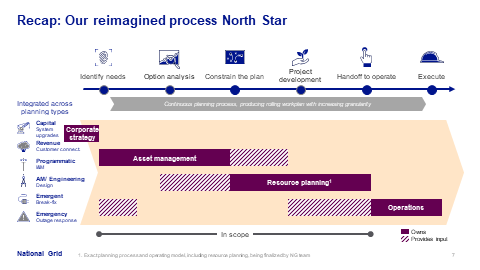 Recap: Our reimagined process North Star
Identify needs
Option analysis
Constrain the plan
Project
development
Handoff to operate
Execute
Integrated across
planning types
Continuous planning process, producing rolling workplan with increasing granularity
Capital
System
upgrades
Corporate
strategy
Revenue
Customer connect.
Programmatic
I&M
Asset management
AM/ Engineering
Design
Resource planning¹
Emergent
Break-fix
Operations
Emergency
Outage response
In scope
Owns
Provides input
National Grid
1. Exact planning process and operating model, including resource planning, being finalized by NG team
7